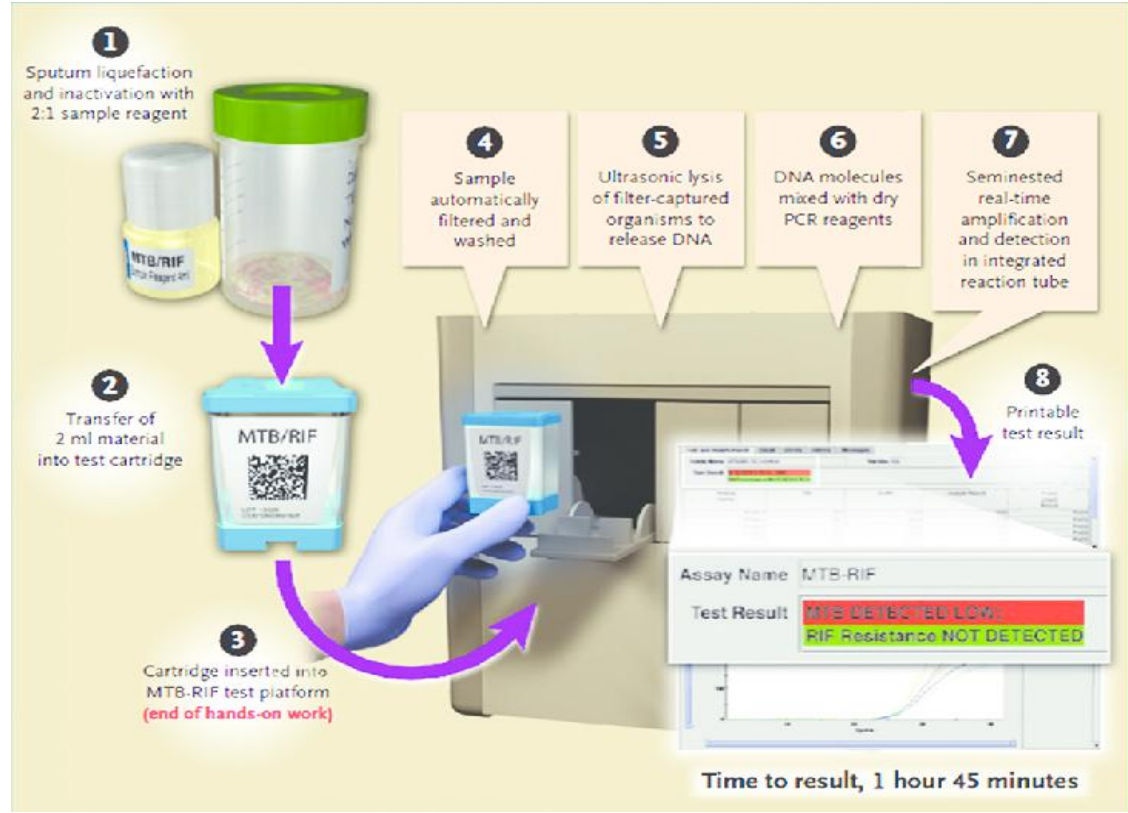 1
Sputum liquefaction
and inactivation with
2:1 sample reagent
MTB/RIF
2
Transfer of
2 ml material
into test cartridge
MTB/RIF
3
Cartridge inserted into
MTB-RIF test platform
(end of hands-on work)
MTB/RIF
4
Sample
automatically
filtered and
washed
5
Ultrasonic lysis
of filter-captured
organisms to
release DNA
6
DNA molecules
mixed with dry
PCR reagents
7
Seminested
real-time
amplification
and detection
in integrated
reaction tube
8
Printable
test result
Assay Name MTB-RIF
Test Result MTB DETECTED LOW;
RIF Resistance NOT DETECTED
Time to result, 1 hour 45 minutes